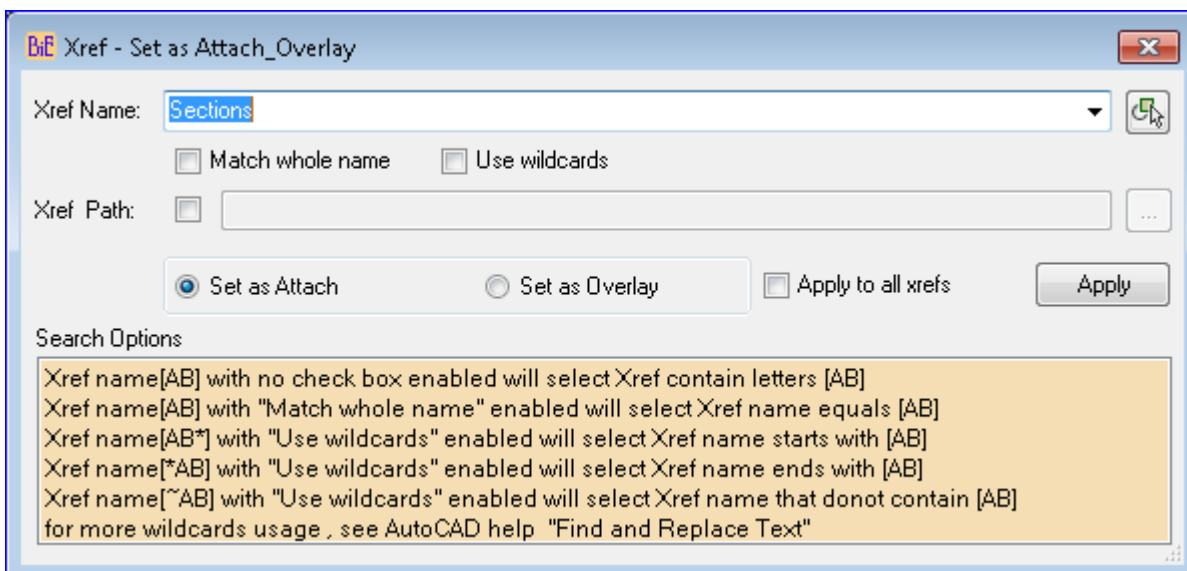 BiE Xref - Set as Attach_Overlay
Xref Name: Sections
Match whole name Use wildcards
Xref Path: ...
Set as Attach Set as Overlay Apply to all xrefs Apply
Search Options
Xref name[AB] with no check box enabled will select Xref contain letters [AB]
Xref name[AB] with "Match whole name" enabled will select Xref name equals [AB]
Xref name[AB*] with "Use wildcards" enabled will select Xref name starts with [AB]
Xref name[*AB] with "Use wildcards" enabled will select Xref name ends with [AB]
Xref name[~AB] with "Use wildcards" enabled will select Xref name that donot contain [AB]
for more wildcards usage , see AutoCAD help "Find and Replace Text"